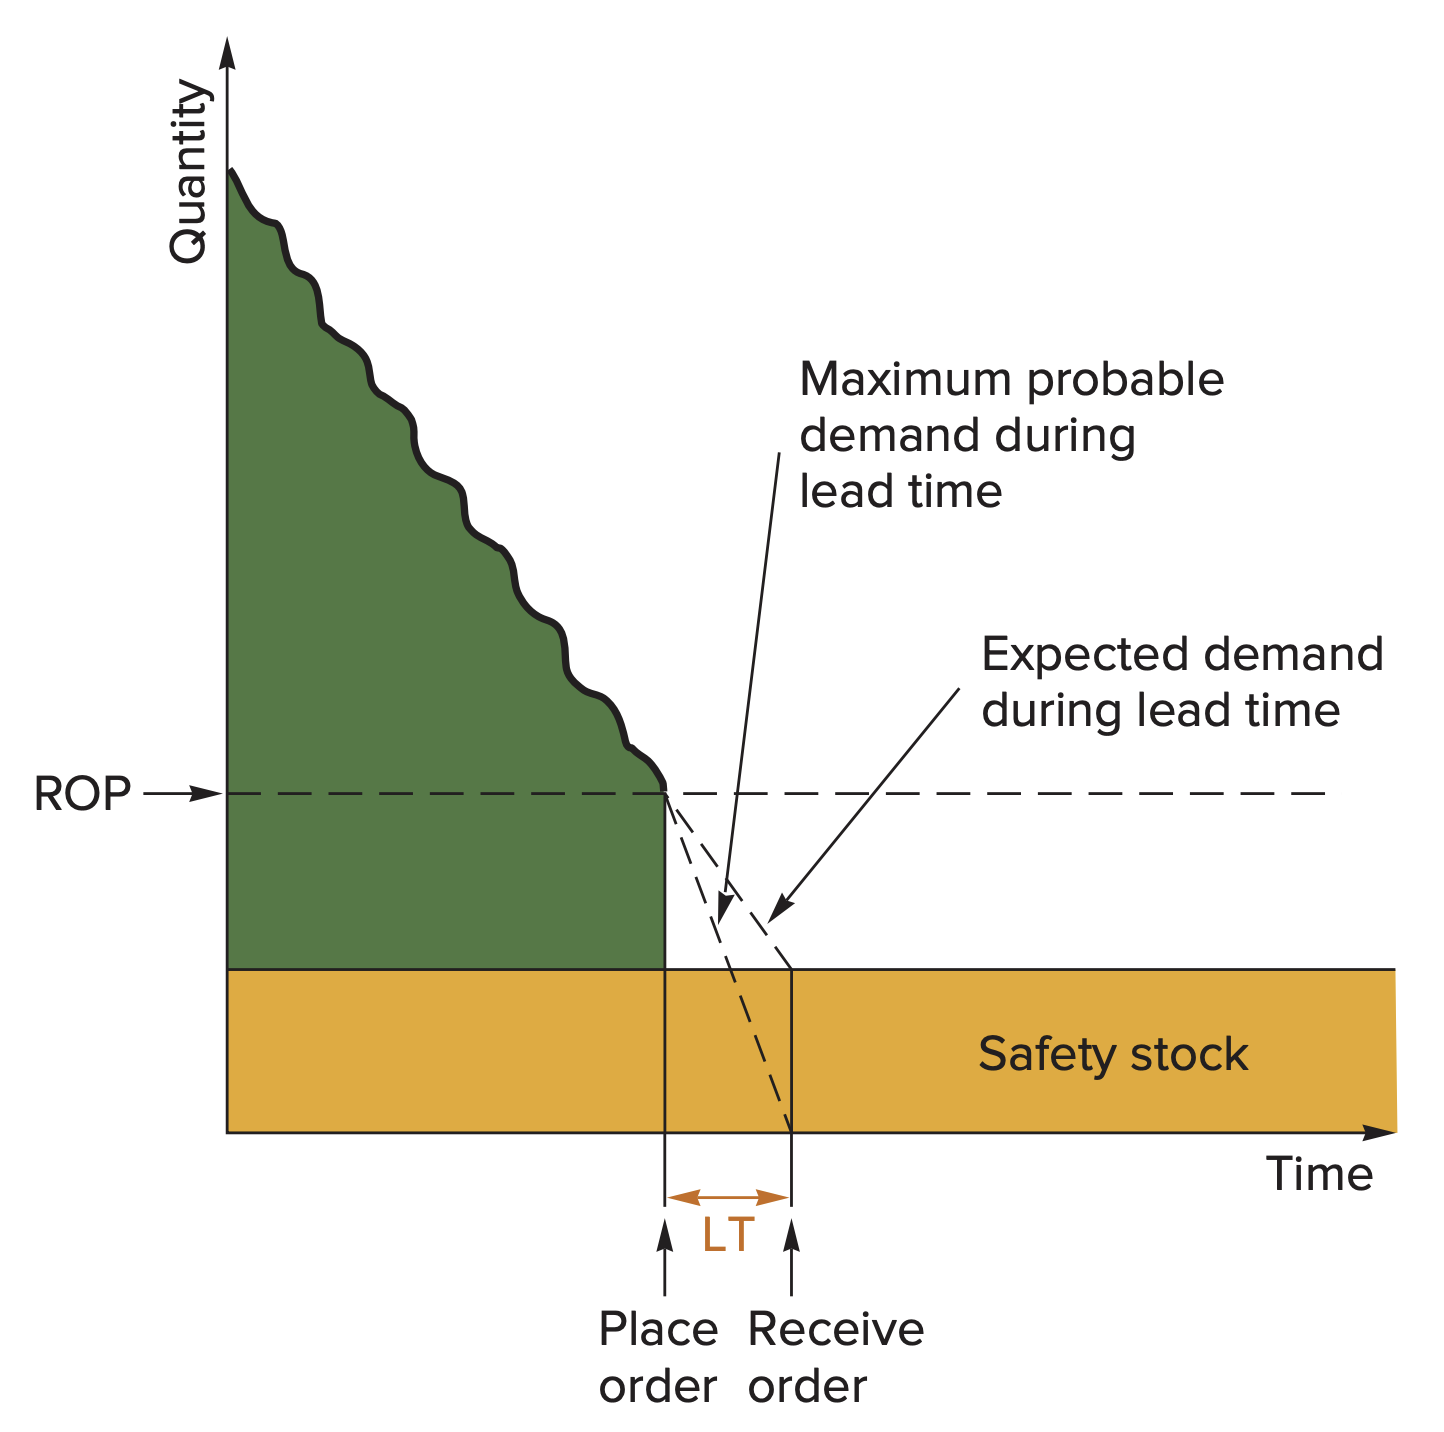 Quantity
Maximum probable
demand during
lead time
Expected demand
during lead time
ROP
Safety stock
Time
LT
Place
order
Receive
order